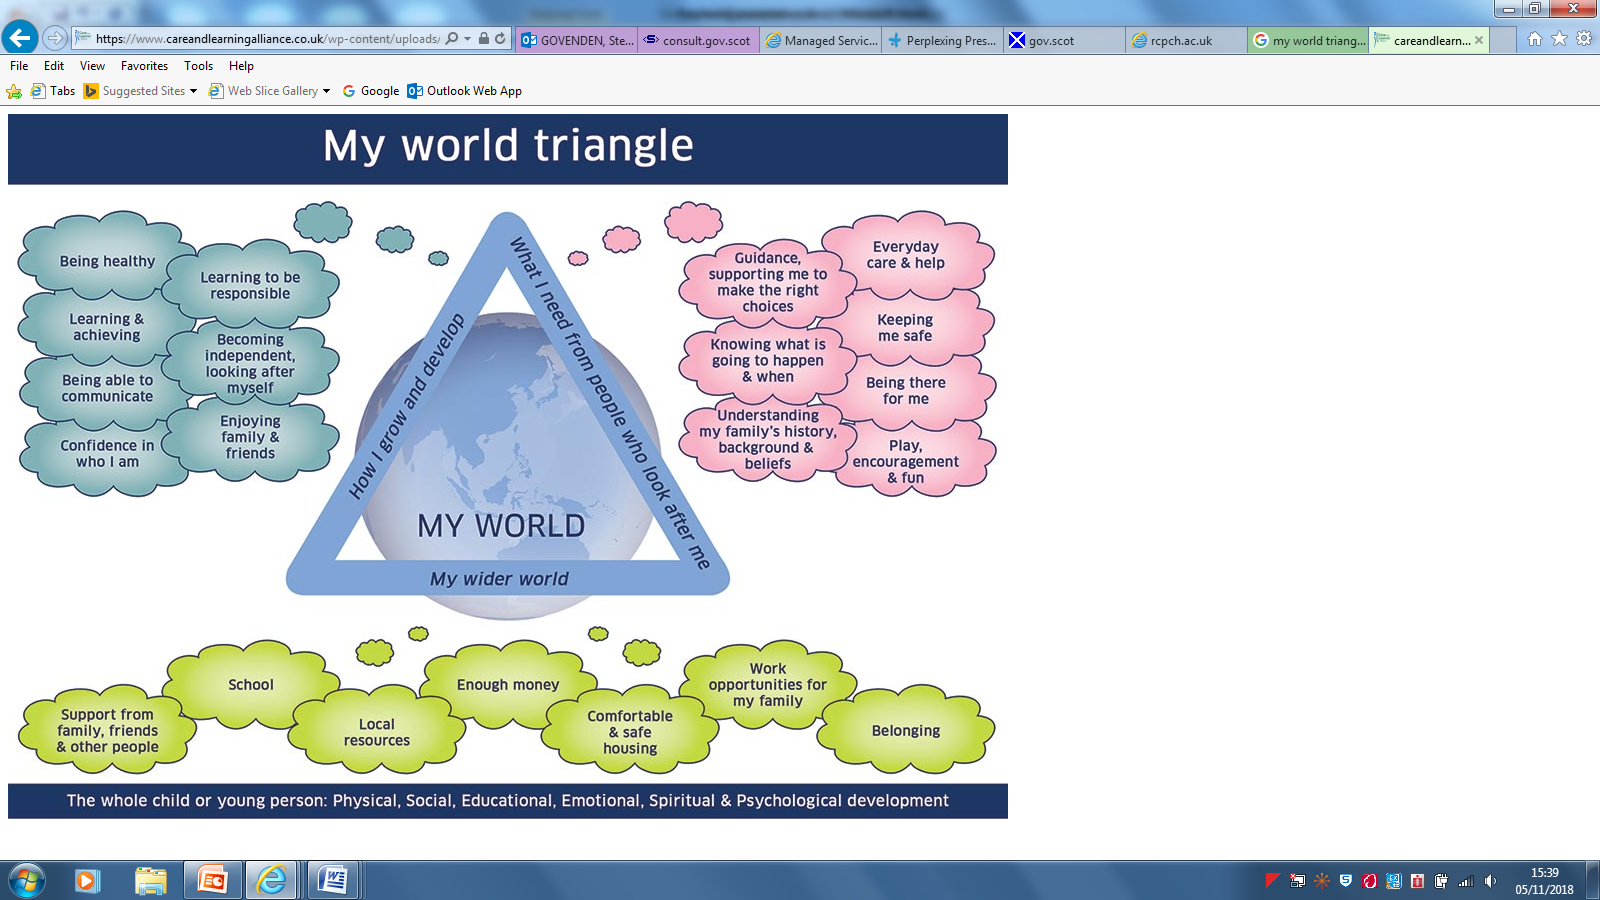 https://www.careandlearningalliance.co.uk/wp-content/uploads/
GOVENDEN, Ste...
consult.gov.scot
Managed Servic...
Perplexing Pres...
gov.scot
rcpch.ac.uk
my world triang...
careandlearn...
File Edit View Favorites Tools Help
Tabs Suggested Sites Web Slice Gallery Google Outlook Web App
My world triangle
Being healthy
Learning &
achieving
Being able to
communicate
Confidence in
who I am
Learning to be
responsible
Becoming
independent,
looking after
myself
Enjoying
family &
friends
How I grow and develop
What I need from people who look after me
MY WORLD
My wider world
Guidance,
supporting me to
make the right
choices
Knowing what is
going to happen
& when
Understanding
my family's history,
background &
beliefs
Everyday
care & help
Keeping
me safe
Being there
for me
Play,
encouragement
& fun
Support from
family, friends
& other people
School
Local
resources
Enough money
Comfortable
& safe
housing
Work
opportunities for
my family
Belonging
The whole child or young person: Physical, Social, Educational, Emotional, Spiritual & Psychological development
15:39
05/11/2018